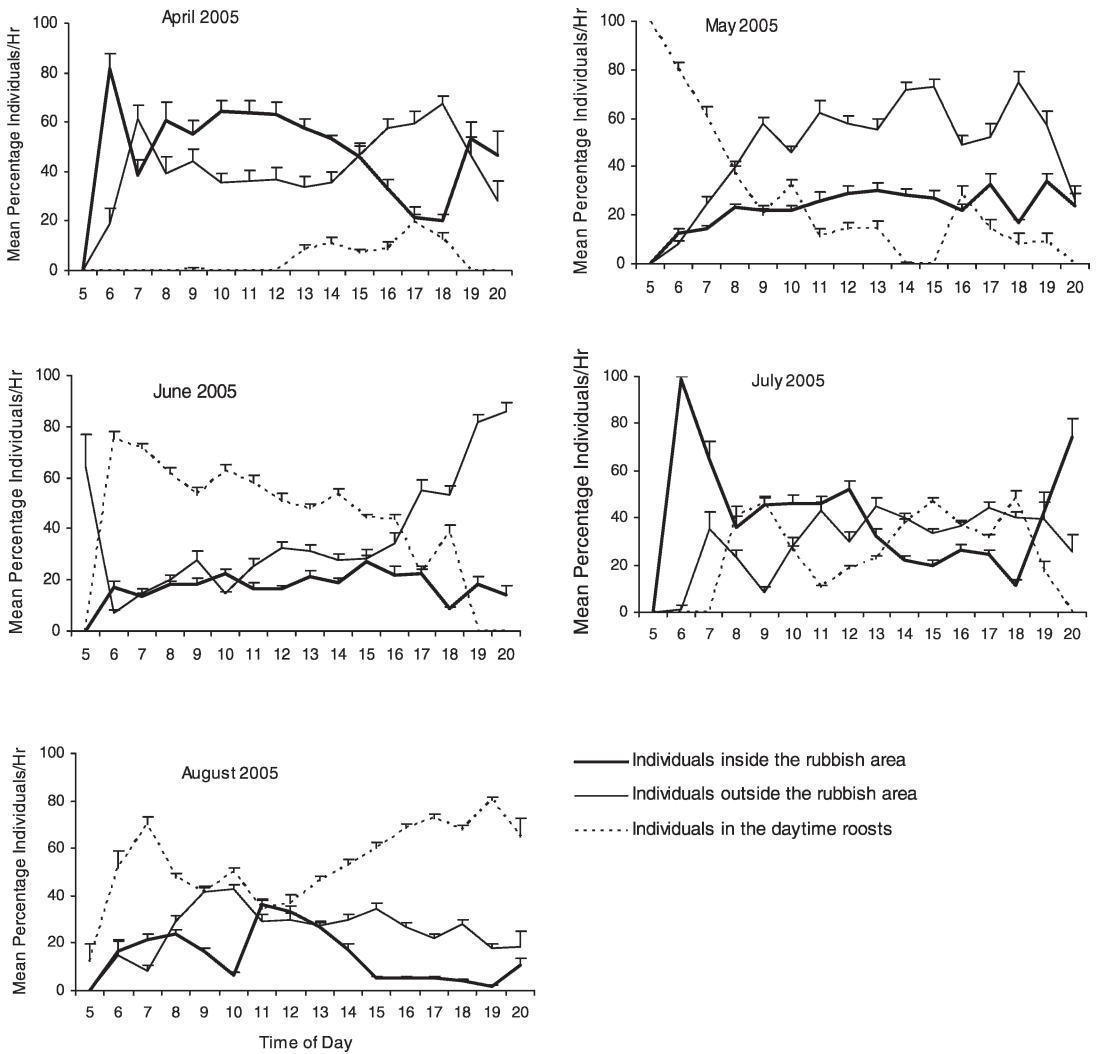 April 2005
Mean Percentage Individuals/Hr
100
80
60
40
20
0
5 6 7 8 9 10 11 12 13 14 15 16 17 18 19 20
May 2005
Mean Percentage Individuals/Hr
100
80
60
40
20
0
5 6 7 8 9 10 11 12 13 14 15 16 17 18 19 20
June 2005
Mean Percentage Individuals/Hr
100
80
60
40
20
0
5 6 7 8 9 10 11 12 13 14 15 16 17 18 19 20
July 2005
Mean Percentage Individuals/Hr
100
80
60
40
20
0
5 6 7 8 9 10 11 12 13 14 15 16 17 18 19 20
August 2005
Mean Percentage Individuals/Hr
100
80
60
40
20
0
5 6 7 8 9 10 11 12 13 14 15 16 17 18 19 20
Time of Day
Individuals inside the rubbish area
Individuals outside the rubbish area
Individuals in the daytime roosts